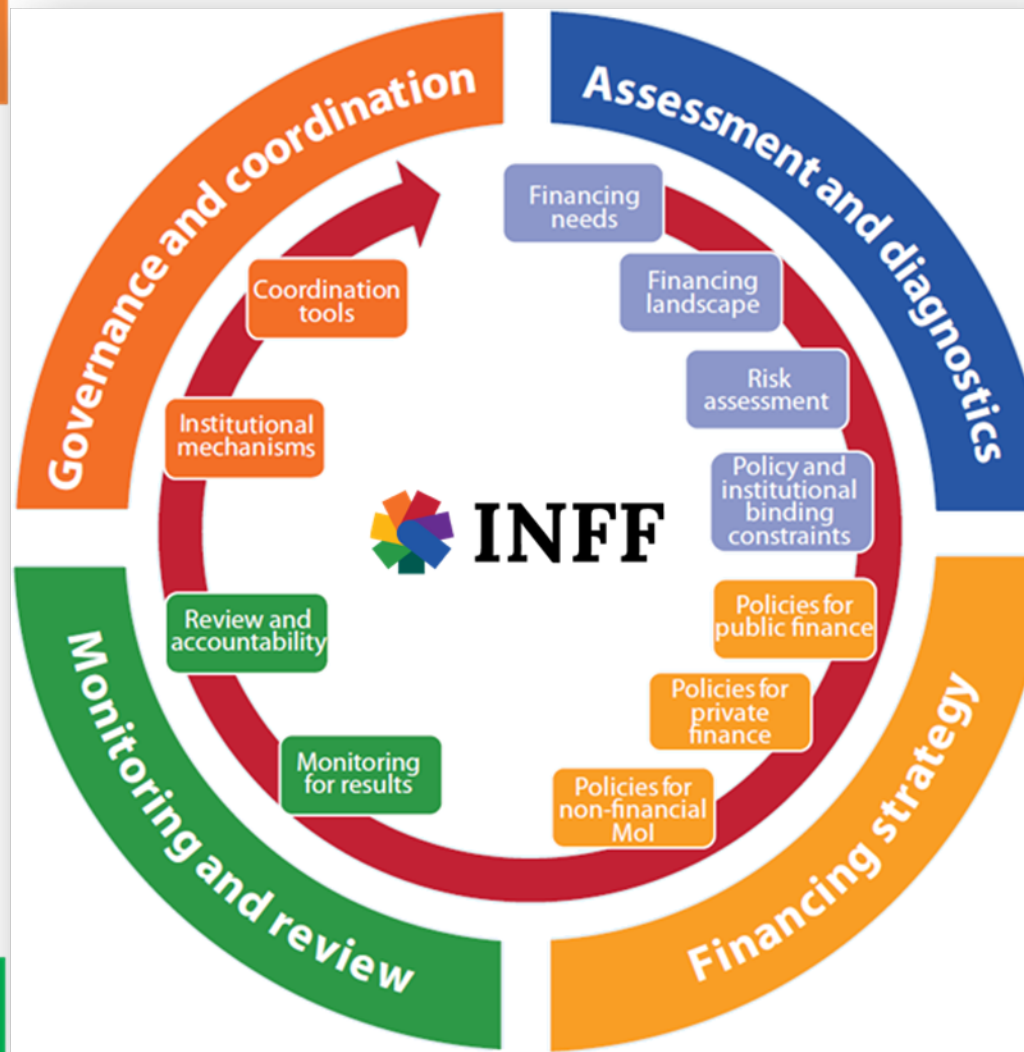 Governance and coordination
Assessment and diagnostics
Financing
needs
Financing
landscape
Risk
assessment
Policy and
institutional
binding
constraints
Policies for
public finance
Policies for
private
finance
Policies for
non-financial
MoI
Financing strategy
Monitoring
for results
Review and
accountability
Monitoring and review
Institutional
mechanisms
Coordination
tools
INFF